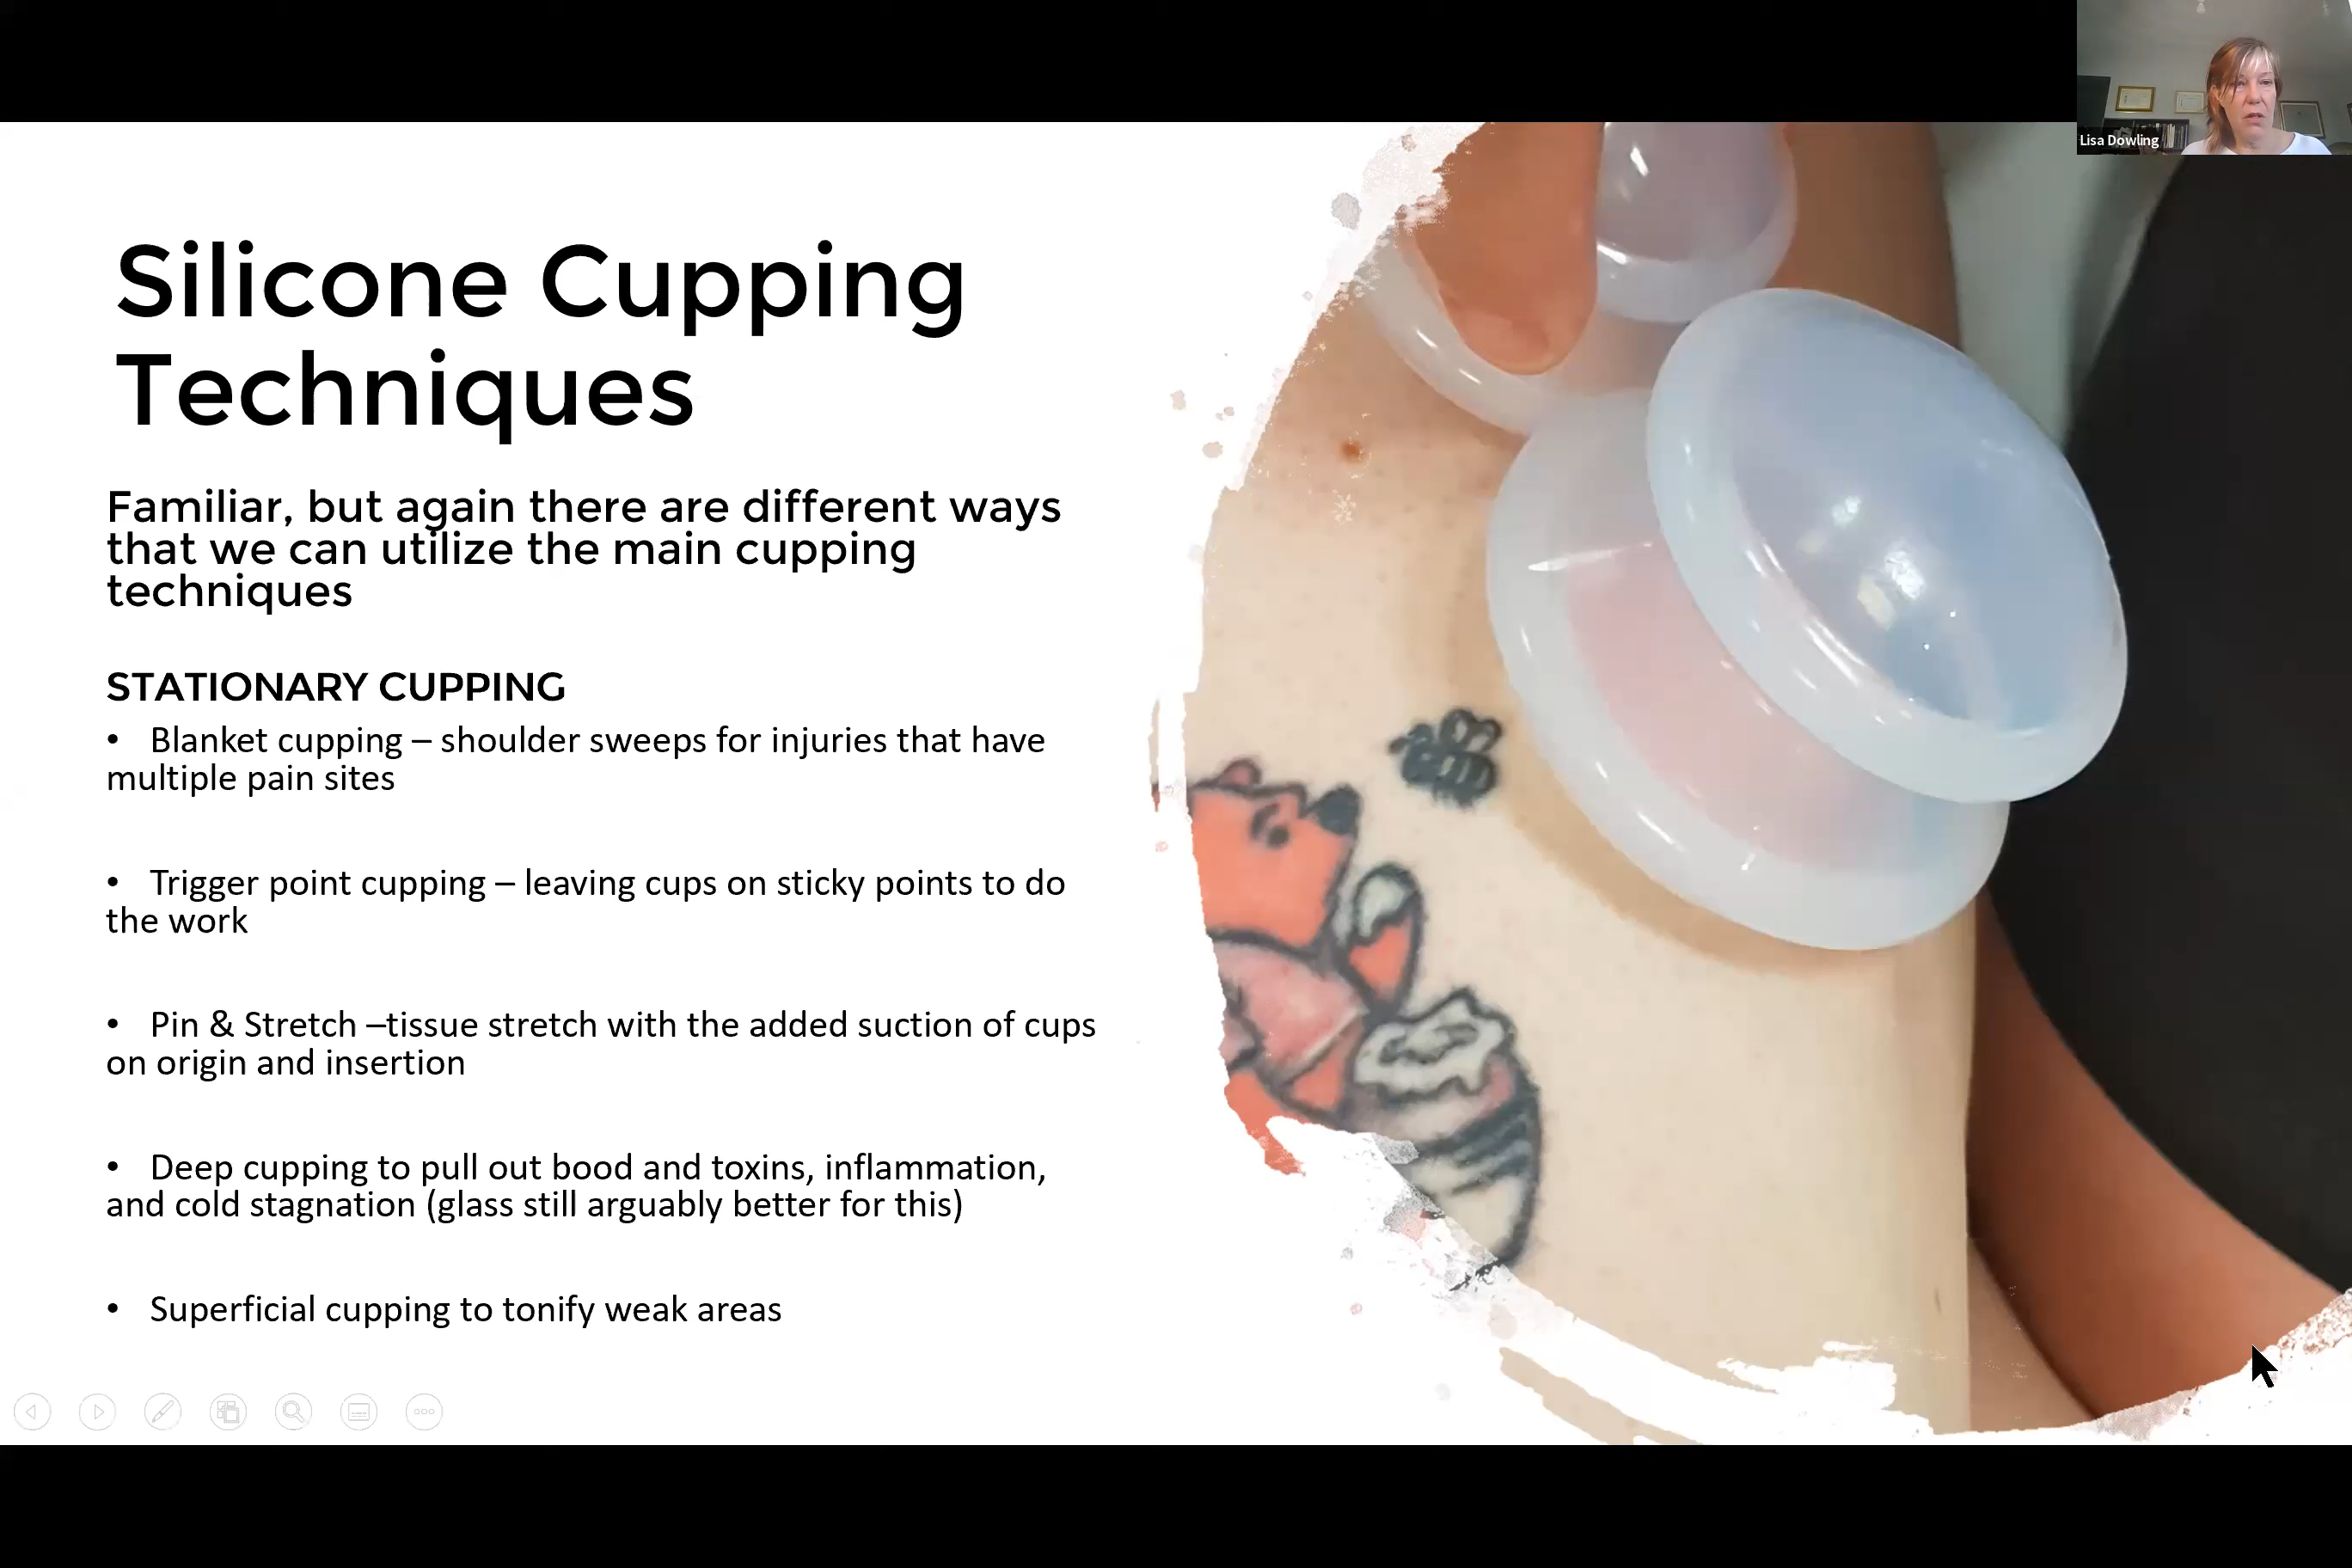 Lisa Dowling
Silicone Cupping
Techniques
Familiar, but again there are different ways
that we can utilize the main cupping
techniques
STATIONARY CUPPING
• Blanket cupping – shoulder sweeps for injuries that have
multiple pain sites
• Trigger point cupping – leaving cups on sticky points to do
the work
• Pin & Stretch –tissue stretch with the added suction of cups
on origin and insertion
• Deep cupping to pull out bood and toxins, inflammation,
and cold stagnation (glass still arguably better for this)
• Superficial cupping to tonify weak areas